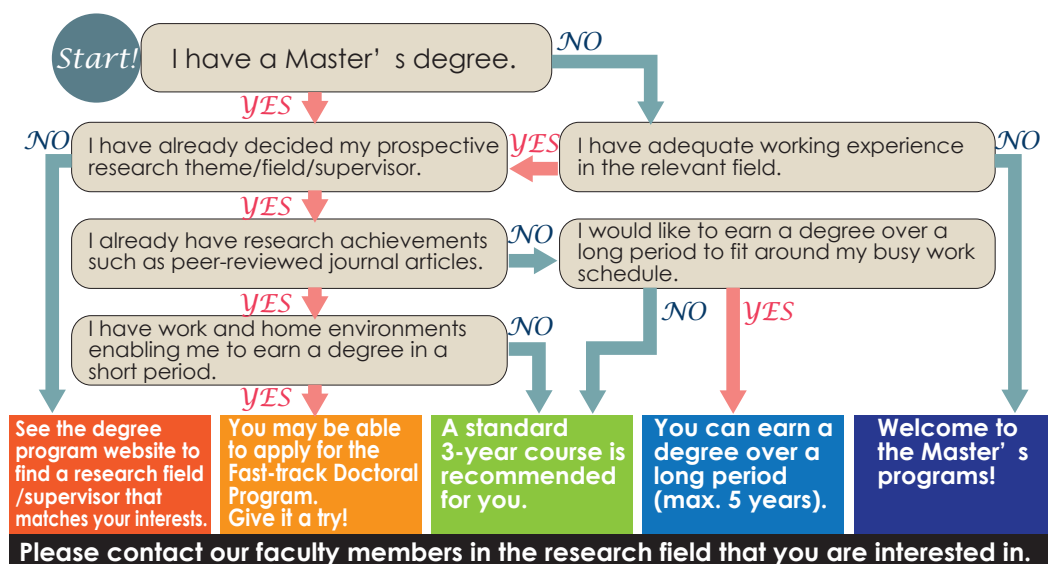 Start!
I have a Master’ s degree.
NO
YES
NO
I have already decided my prospective
research theme/field/supervisor.
YES
I have adequate working experience
in the relevant field.
NO
YES
I already have research achievements
such as peer-reviewed journal articles.
NO
I would like to earn a degree over a
long period to fit around my busy work
schedule.
YES
NO
YES
I have work and home environments
enabling me to earn a degree in a
short period.
NO
YES
See the degree
program website to
find a research field
/supervisor that
matches your interests.
You may be able
to apply for the
Fast-track Doctoral
Program.
Give it a try!
A standard
3-year course is
recommended
for you.
You can earn a
degree over a
long period
(max. 5 years).
Welcome to
the Master’ s
programs!
Please contact our faculty members in the research field that you are interested in.